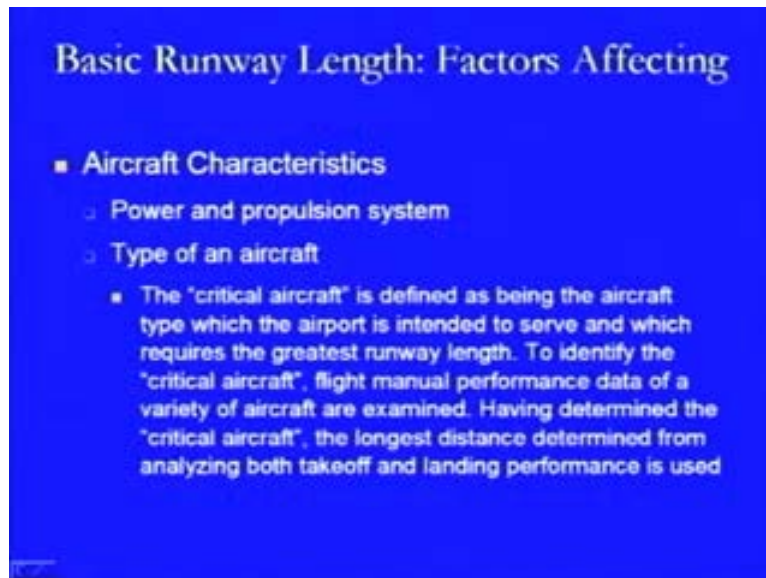 Basic Runway Length: Factors Affecting
Aircraft Characteristics
Power and propulsion system
Type of an aircraft
The "critical aircraft" is defined as being the aircraft
type which the airport is intended to serve and which
requires the greatest runway length. To identify the
"critical aircraft", flight manual performance data of a
variety of aircraft are examined. Having determined the
"critical aircraft", the longest distance determined from
analyzing both takeoff and landing performance is used